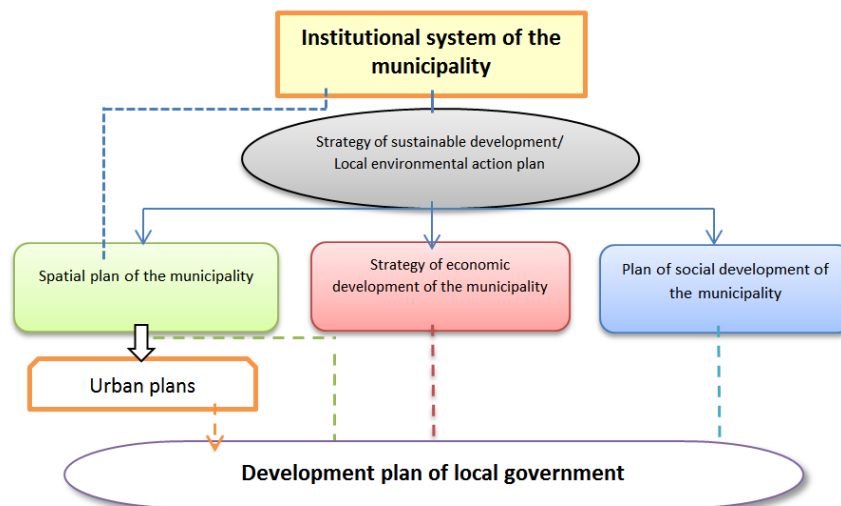 Institutional system of the
municipality
Strategy of sustainable development/
Local environmental action plan
Spatial plan of the municipality
Strategy of economic
development of the municipality
Plan of social development of
the municipality
Urban plans
Development plan of local government